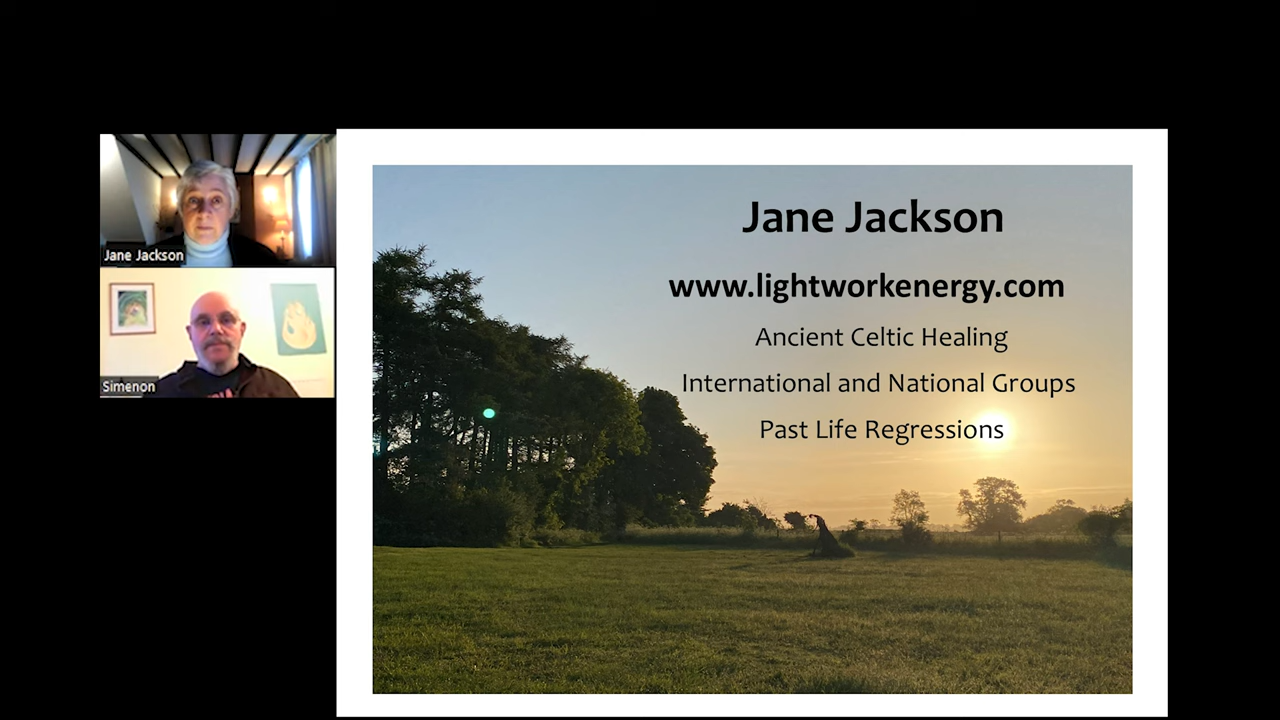 Jane Jackson
Simenon
Jane Jackson
www.lightworkenergy.com
Ancient Celtic Healing
International and National Groups
Past Life Regressions